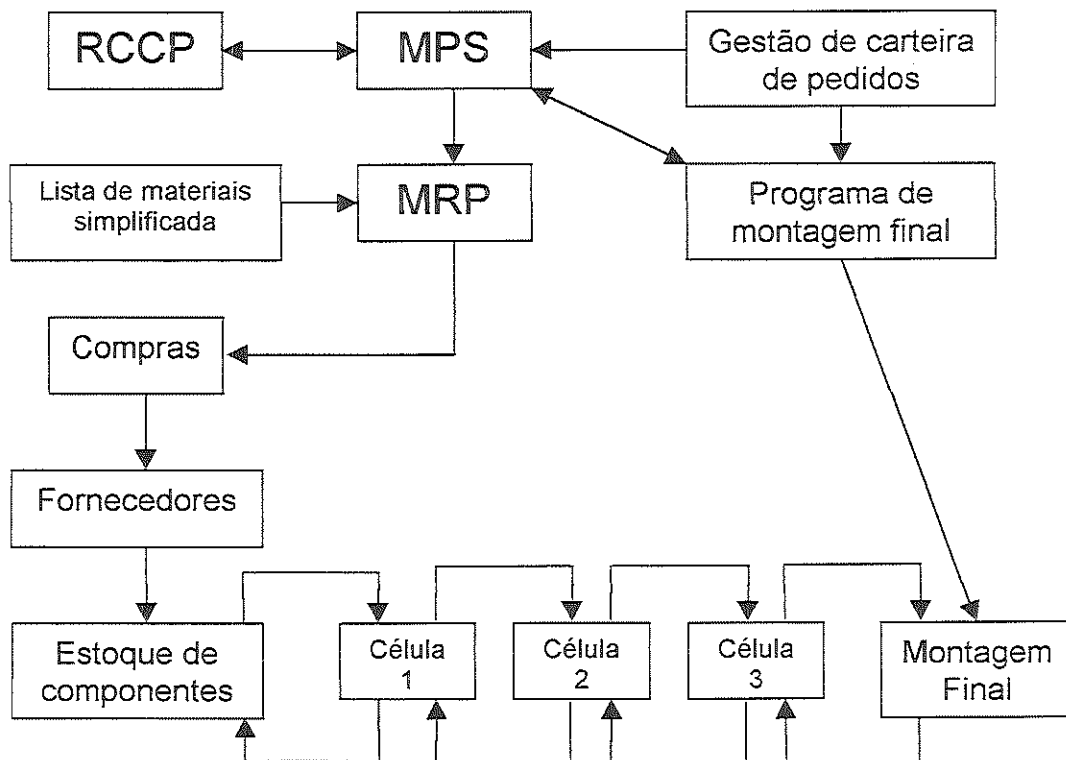 RCCP
MPS
Gestão de carteira
de pedidos
Lista de materiais
simplificada
MRP
Programa de
montagem final
Compras
Fornecedores
Estoque de
componentes
Célula
1
Célula
2
Célula
3
Montagem
Final